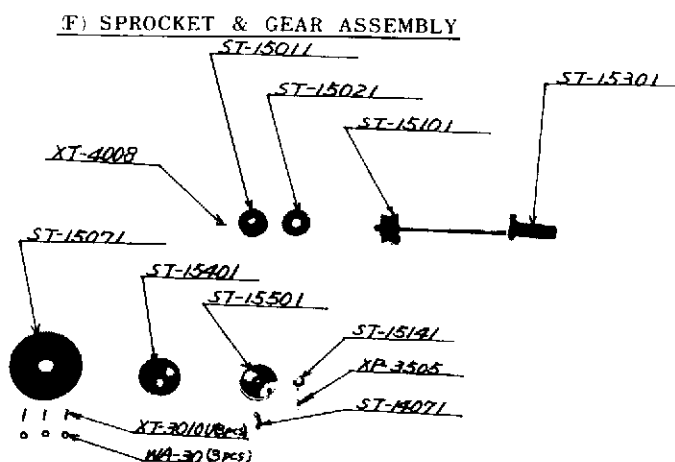 (F) SPROCKET & GEAR ASSEMBLY
ST-15011
ST-15021
ST-15301
ST-15101
XT-4008
ST-15071
ST-15401
ST-15501
ST-15141
XP-3505
ST-14071
XT-3010 (3pcs)
WA-30 (3pcs)